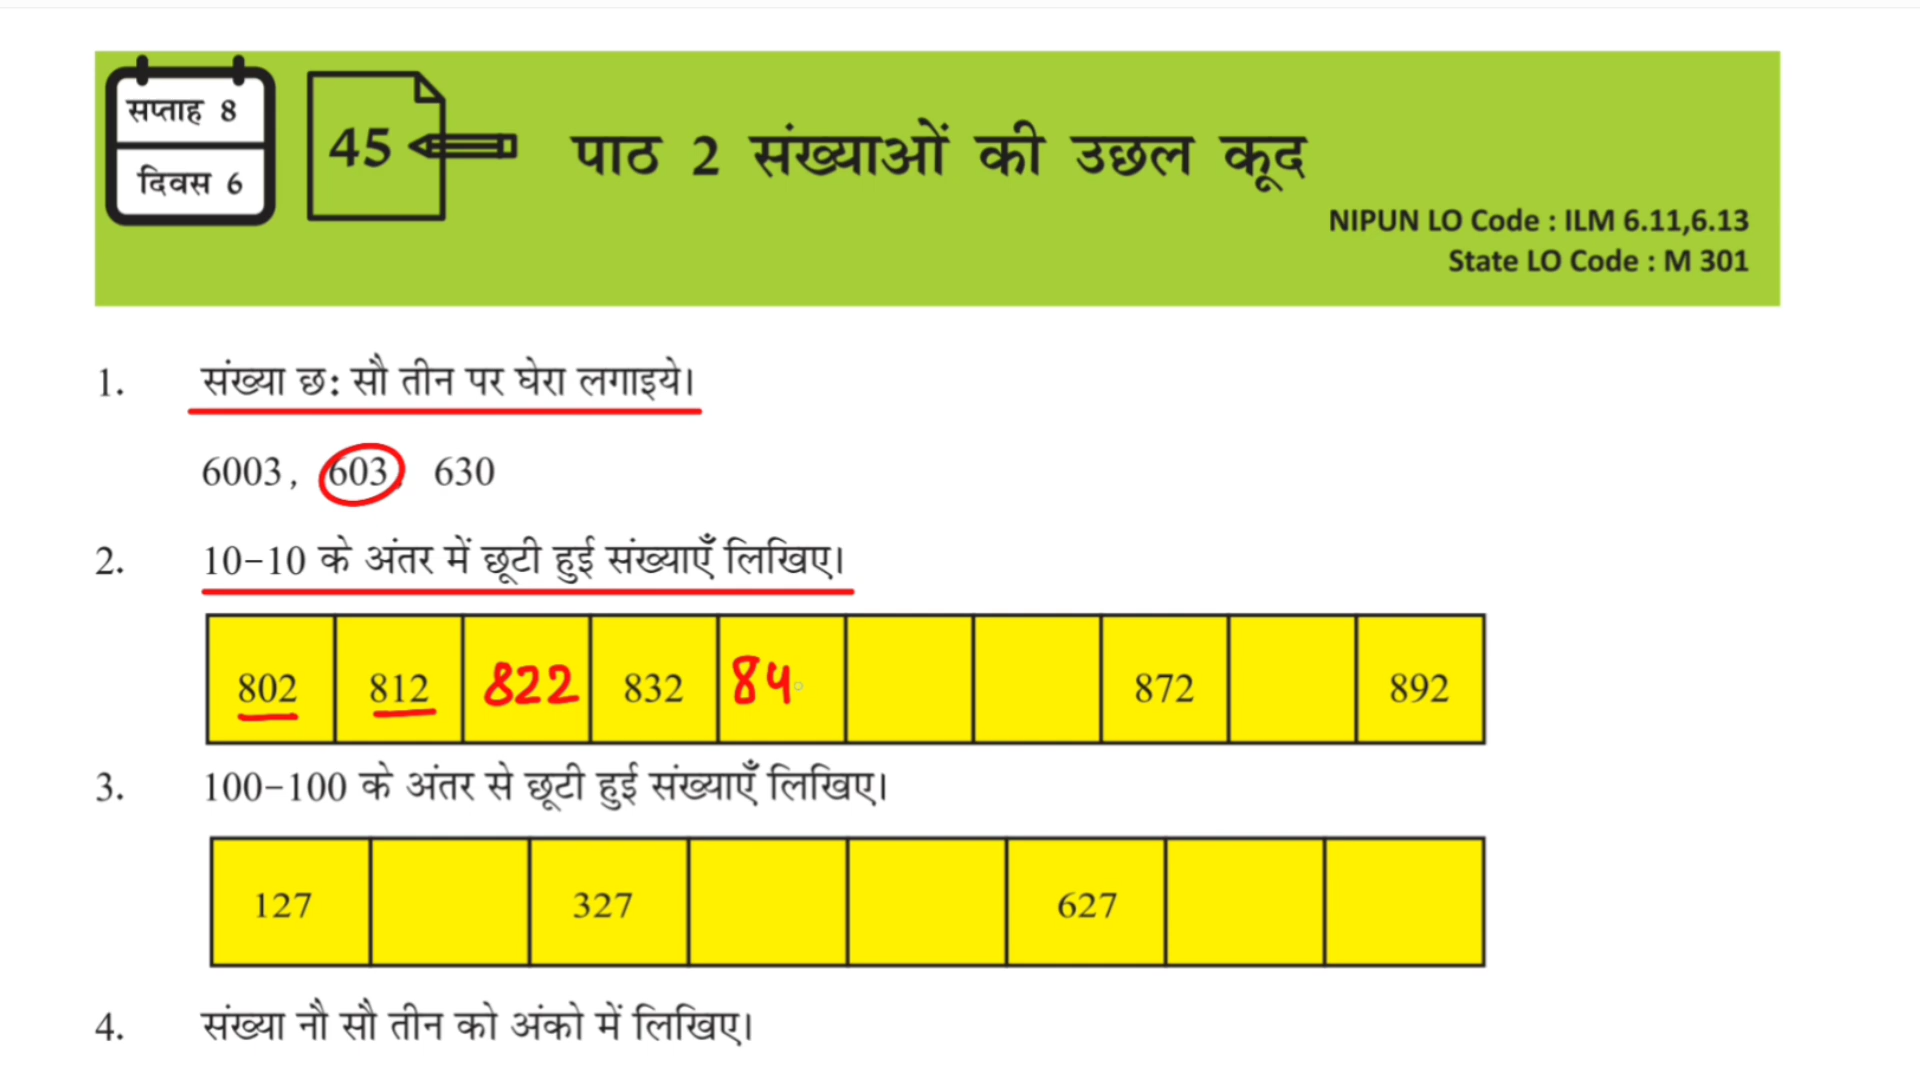 सप्ताह 8
दिवस 6
45
पाठ 2 संख्याओं की उछल कूद
NIPUN LO Code : ILM 6.11,6.13
State LO Code : M 301
1. संख्या छ: सौ तीन पर घेरा लगाइये।
6003, 603, 630
2. 10-10 के अंतर में छूटी हुई संख्याएँ लिखिए।
802 812 822 832 84 872 892
3. 100-100 के अंतर से छूटी हुई संख्याएँ लिखिए।
127 327 627
4. संख्या नौ सौ तीन को अंको में लिखिए।